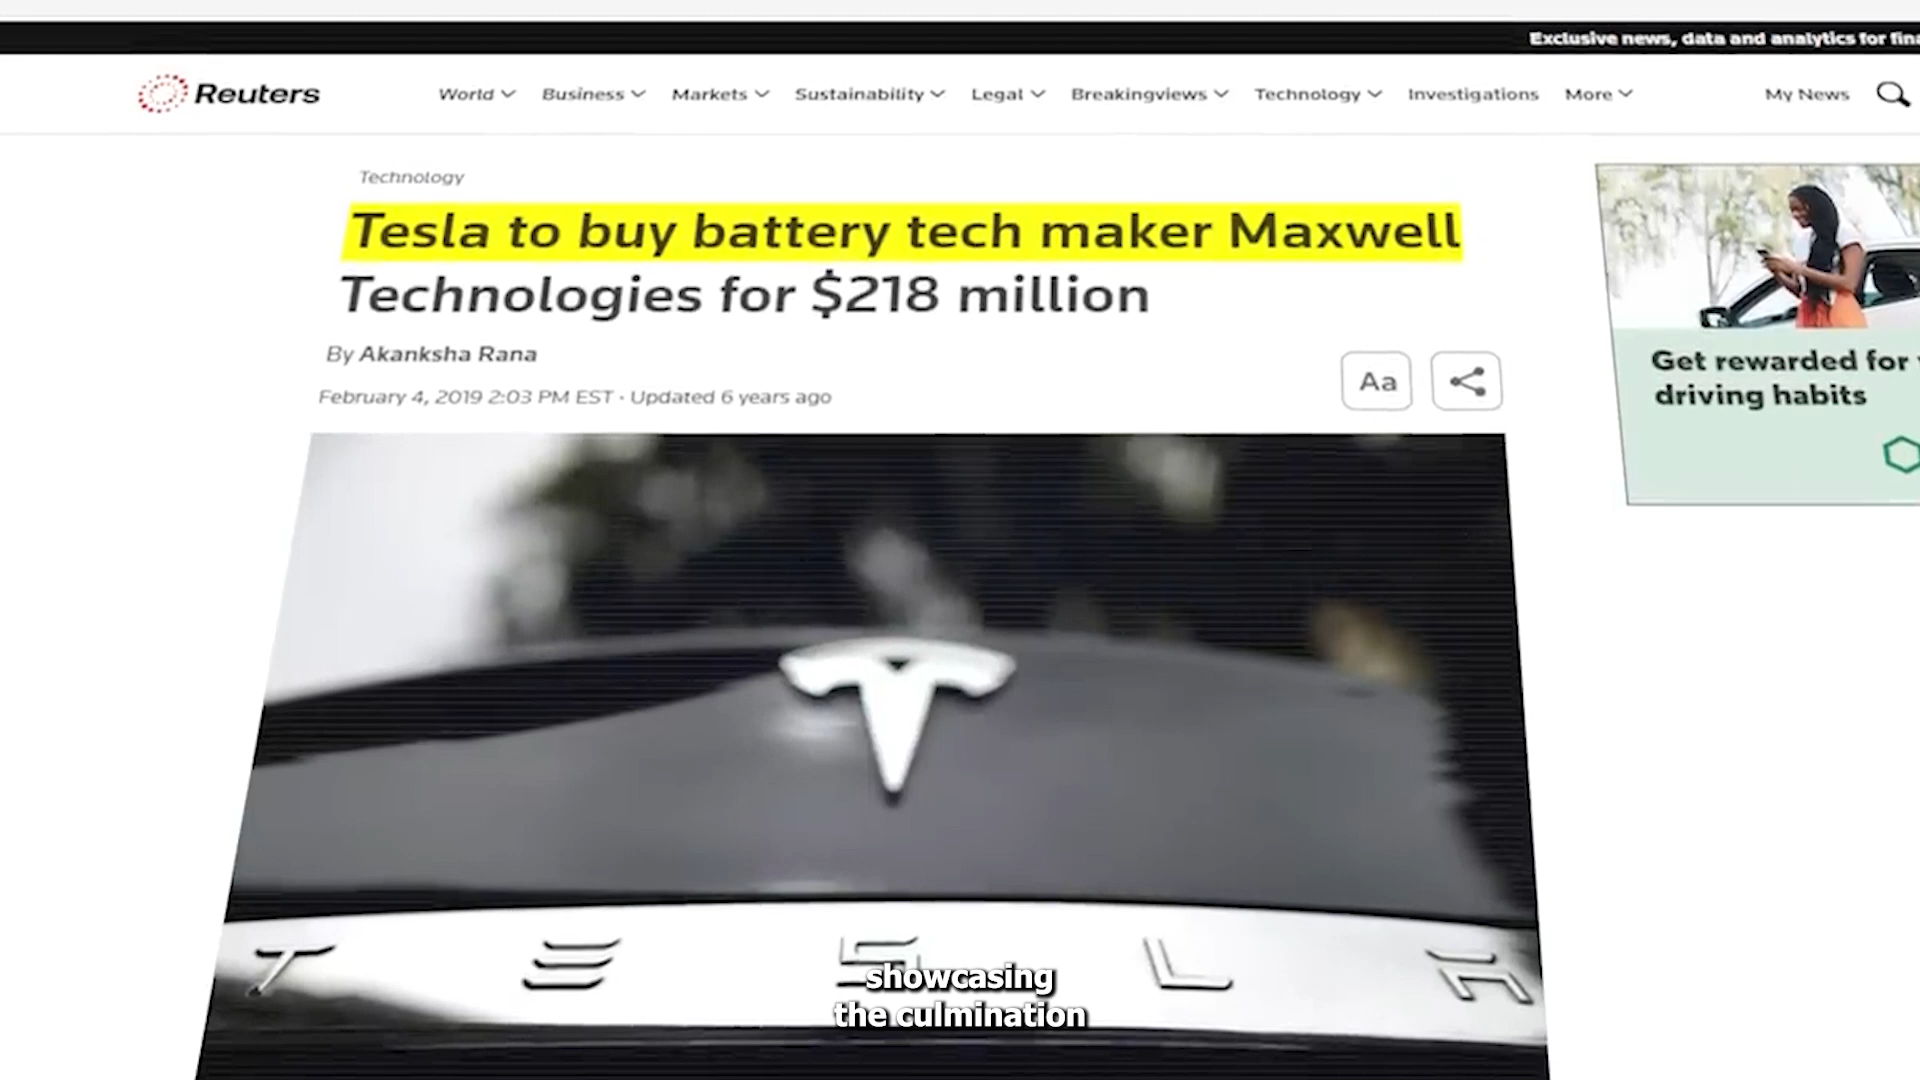 Exclusive news, data and analytics for
Reuters
World Business Markets Sustainability Legal Breakingviews Technology Investigations More My News
Technology
Tesla to buy battery tech maker Maxwell
Technologies for $218 million
By Akanksha Rana
February 4, 2019 2:03 PM EST · Updated 6 years ago
Aa
Get rewarded for
driving habits
TESLA
showcasing
the culmination